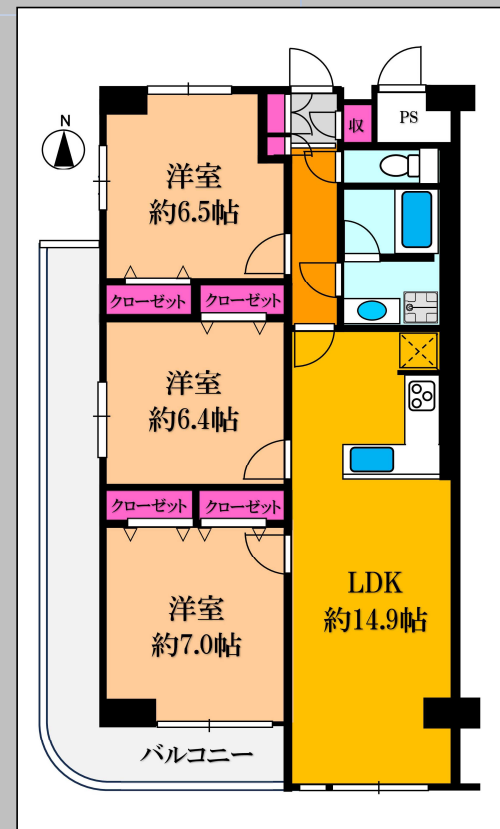 N
収
PS
洋室
約6.5帖
クローゼット クローゼット
洋室
約6.4帖
クローゼット クローゼット
洋室
約7.0帖
LDK
約14.9帖
バルコニー